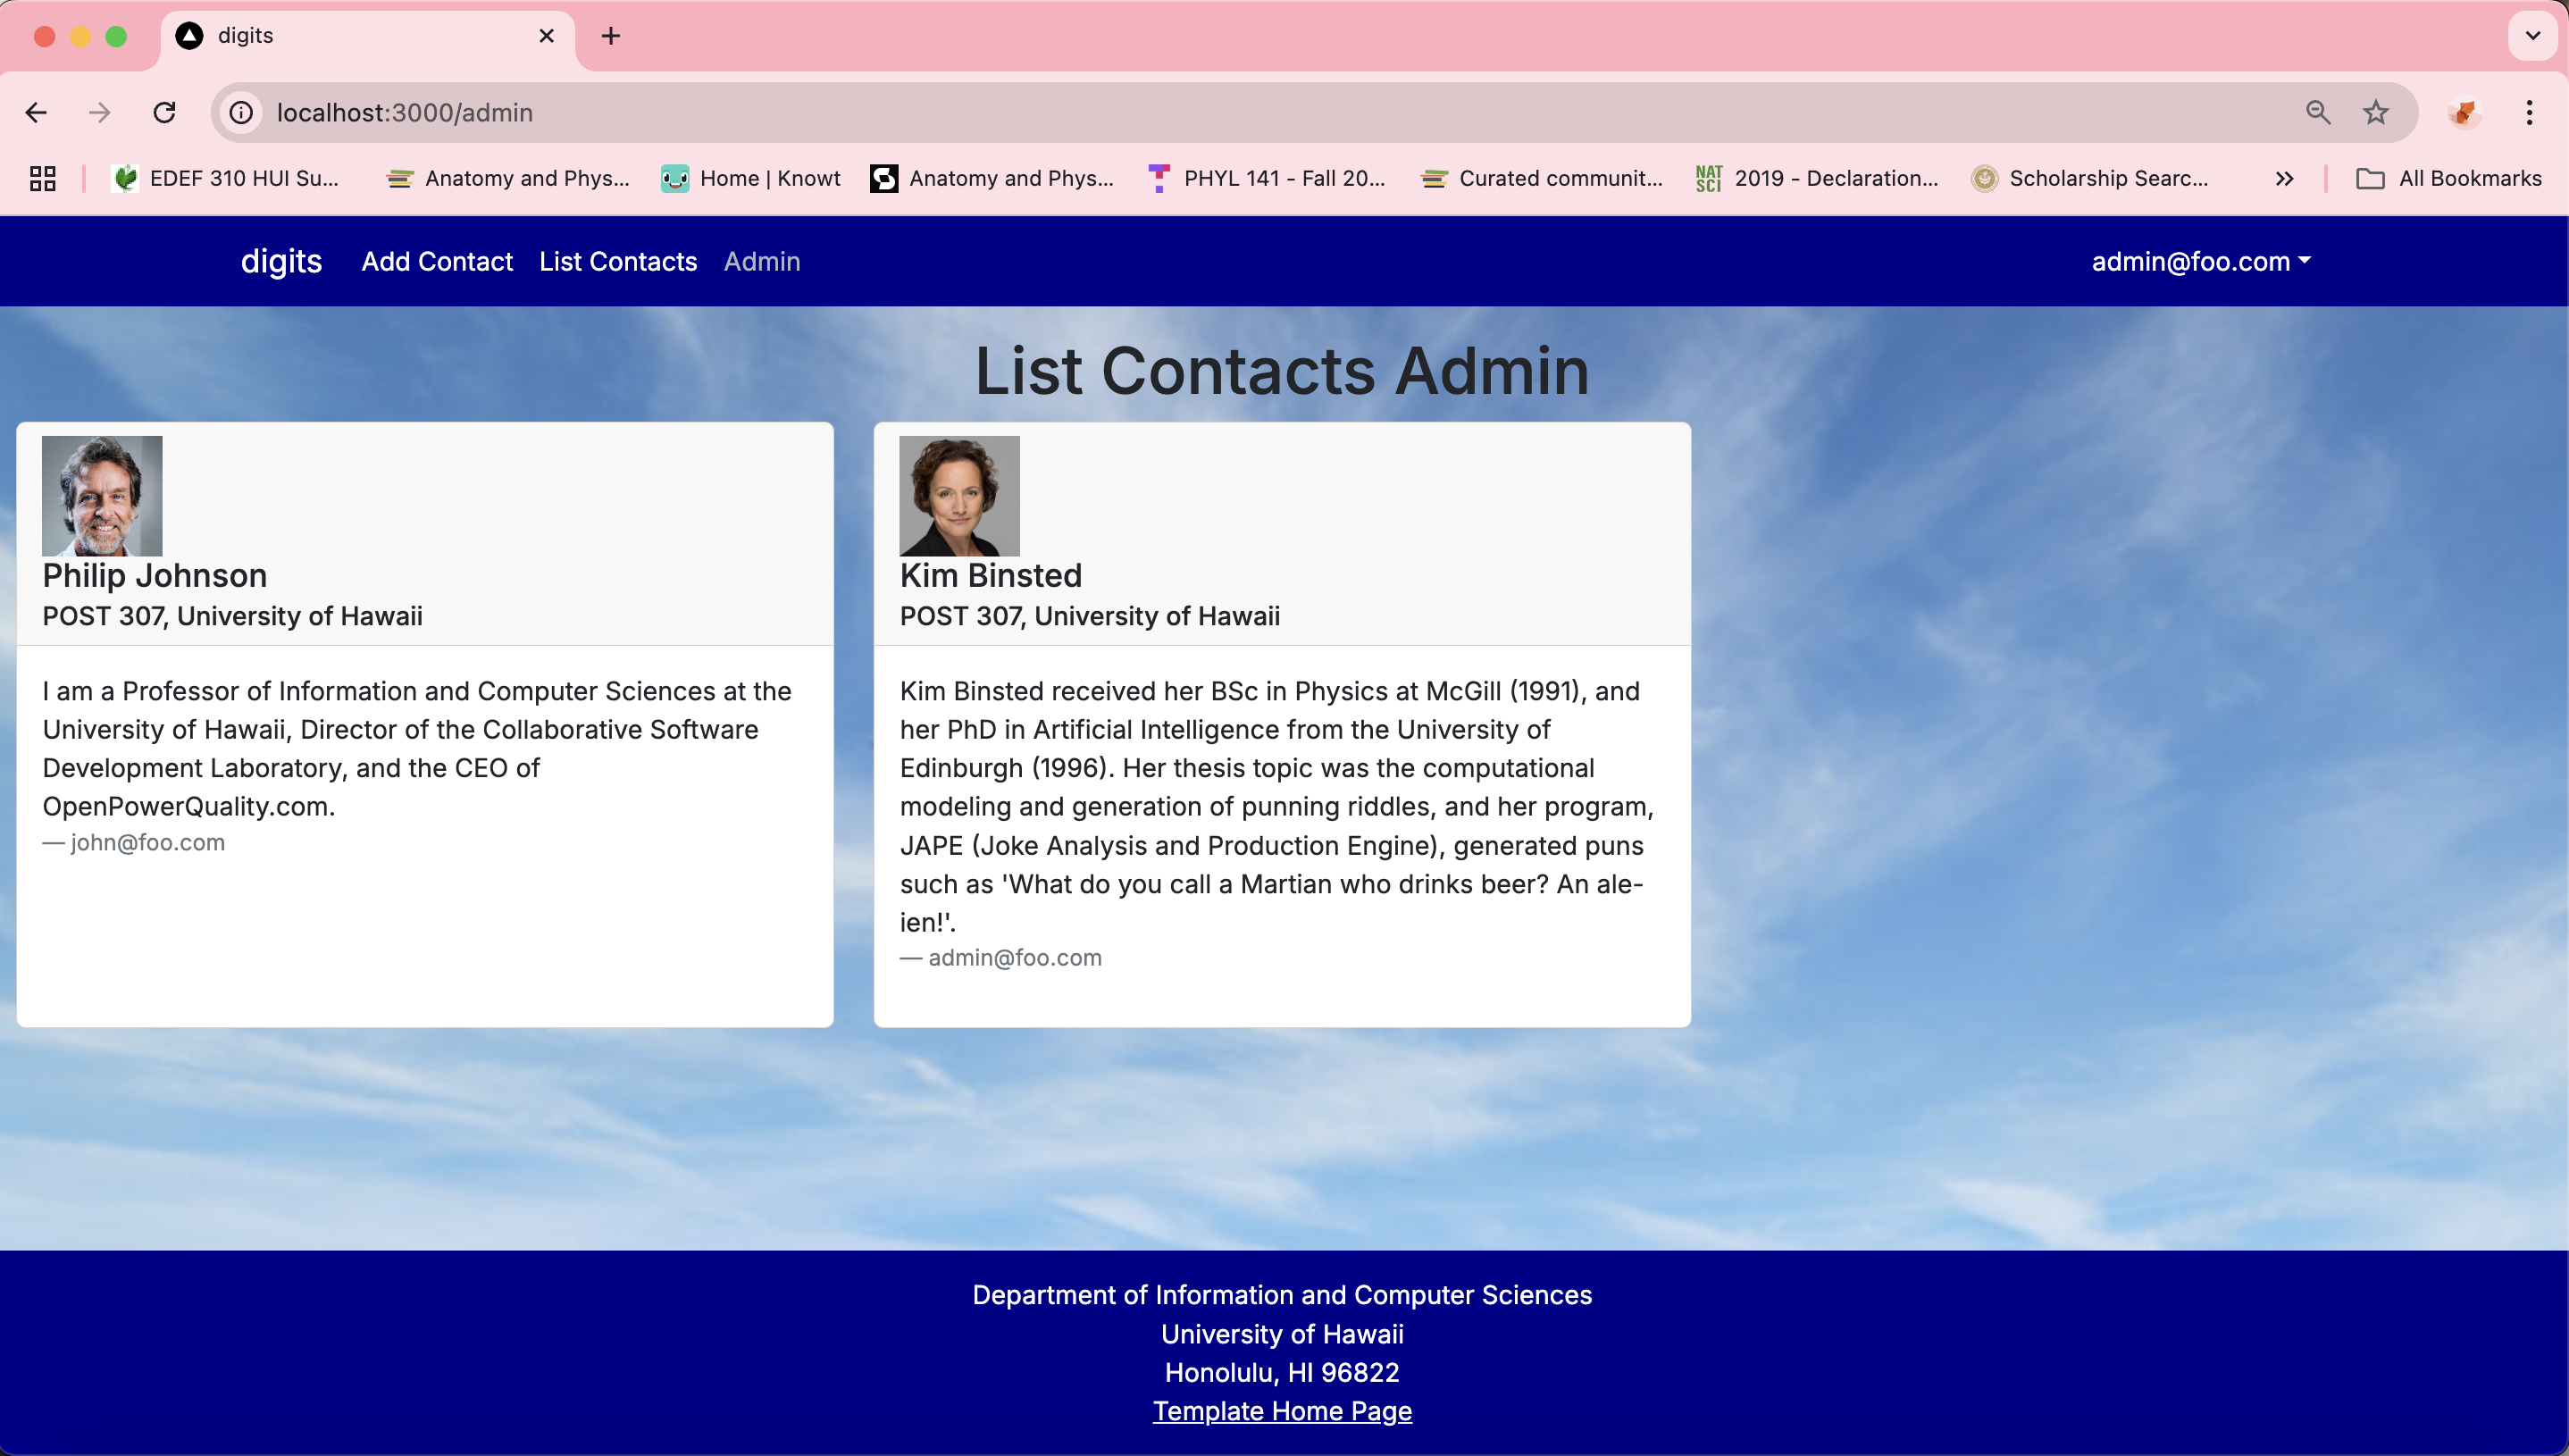 digits
localhost:3000/admin
EDEF 310 HUI Su...
Anatomy and Phys...
Home | Knowt
Anatomy and Phys...
PHYL 141 - Fall 20...
Curated communit...
NAT SCI
2019 - Declaration...
Scholarship Searc...
All Bookmarks
digits Add Contact List Contacts Admin admin@foo.com
List Contacts Admin
Philip Johnson
POST 307, University of Hawaii
I am a Professor of Information and Computer Sciences at the
University of Hawaii, Director of the Collaborative Software
Development Laboratory, and the CEO of
OpenPowerQuality.com.
— john@foo.com
Kim Binsted
POST 307, University of Hawaii
Kim Binsted received her BSc in Physics at McGill (1991), and
her PhD in Artificial Intelligence from the University of
Edinburgh (1996). Her thesis topic was the computational
modeling and generation of punning riddles, and her program,
JAPE (Joke Analysis and Production Engine), generated puns
such as 'What do you call a Martian who drinks beer? An ale-
ien!'.
— admin@foo.com
Department of Information and Computer Sciences
University of Hawaii
Honolulu, HI 96822
Template Home Page